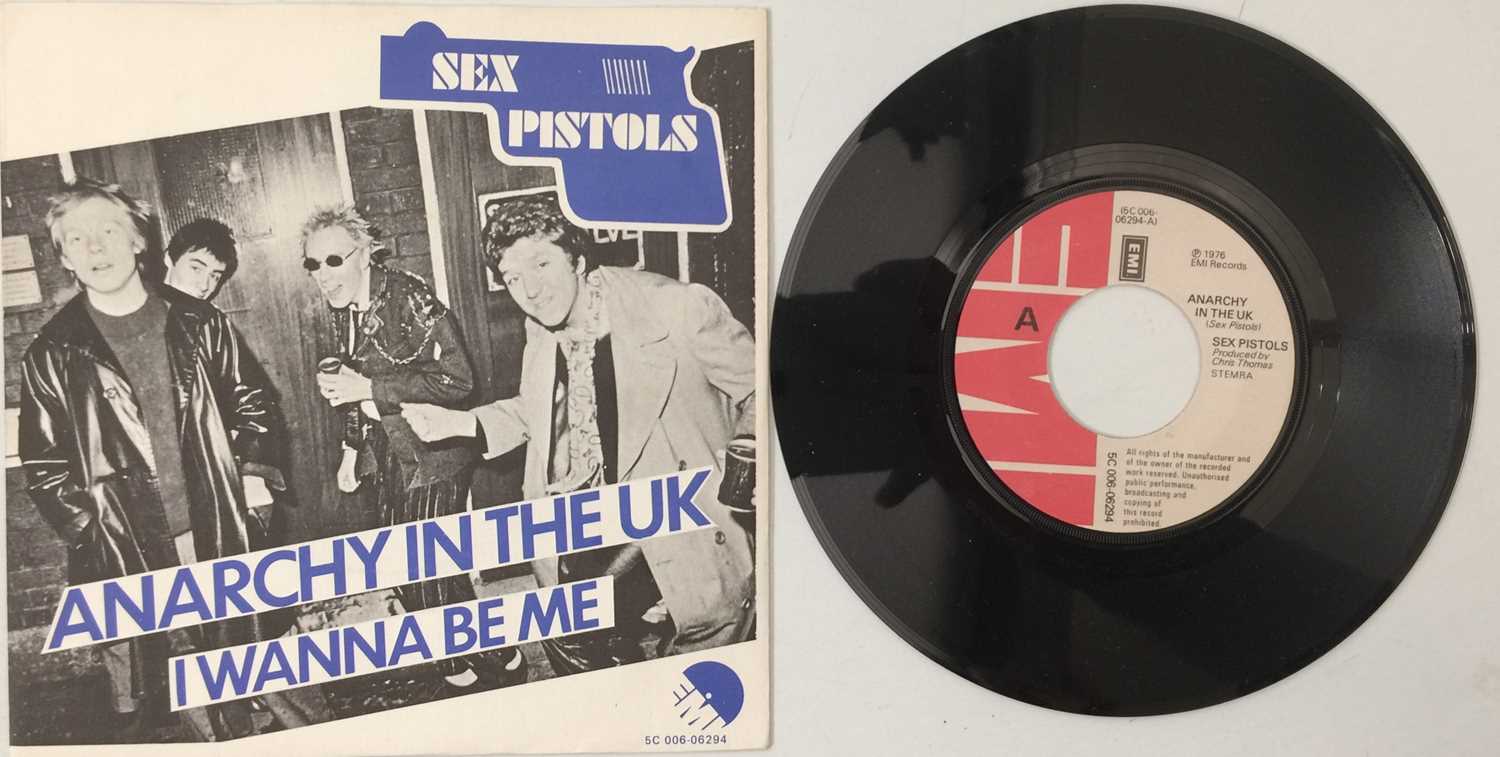 SEX
PISTOLS
LVE
ANARCHY IN THE UK
I WANNA BE ME
EMI
5C 006-06294
(5C 006-
06294-A)
EMI
℗ 1976
EMI Records
EMI
A
ANARCHY
IN THE UK
(Sex Pistols)
SEX PISTOLS
Produced by
Chris Thomas
STEMRA
5C 006-06294
All rights of the manufacturer and
of the owner of the recorded
work reserved. Unauthorised
public performance,
broadcasting and
copying of
this record
prohibited.